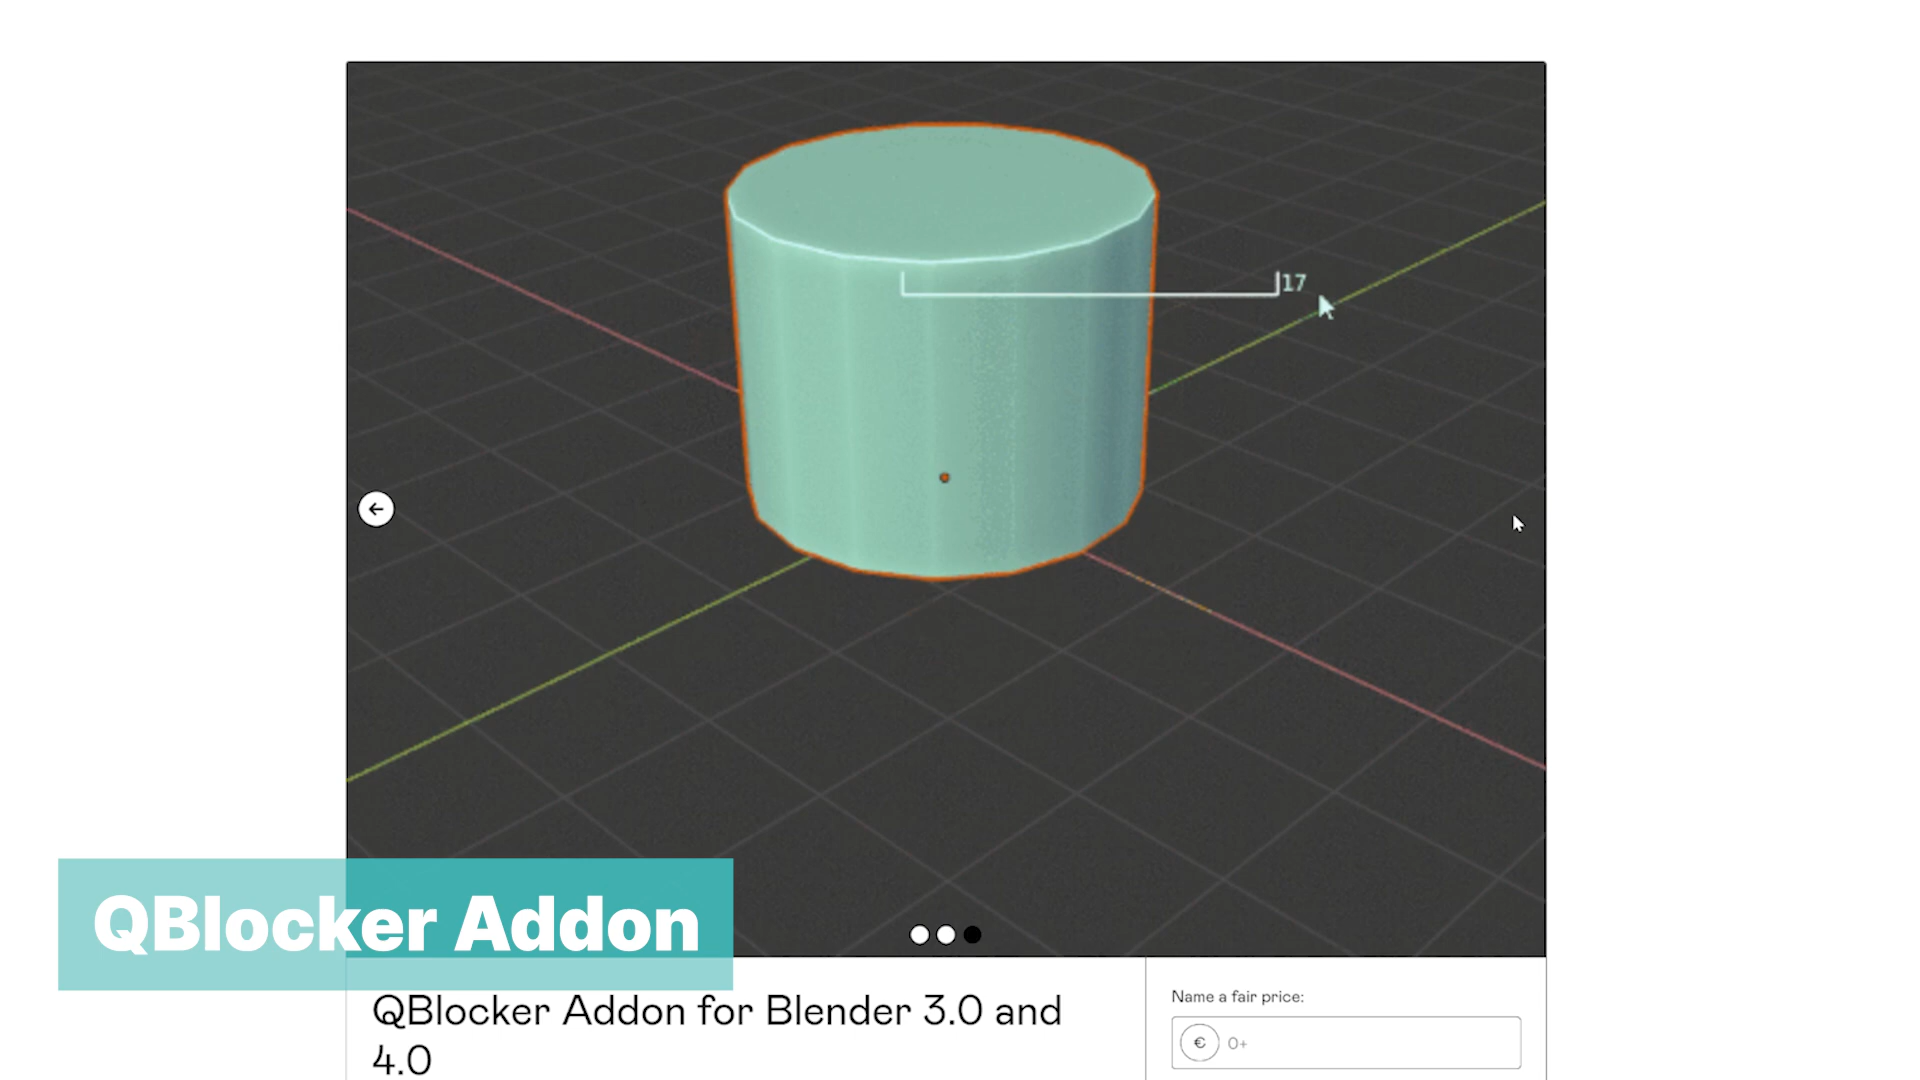 17
QBlocker Addon
QBlocker Addon for Blender 3.0 and
4.0
Name a fair price:
€ 0+